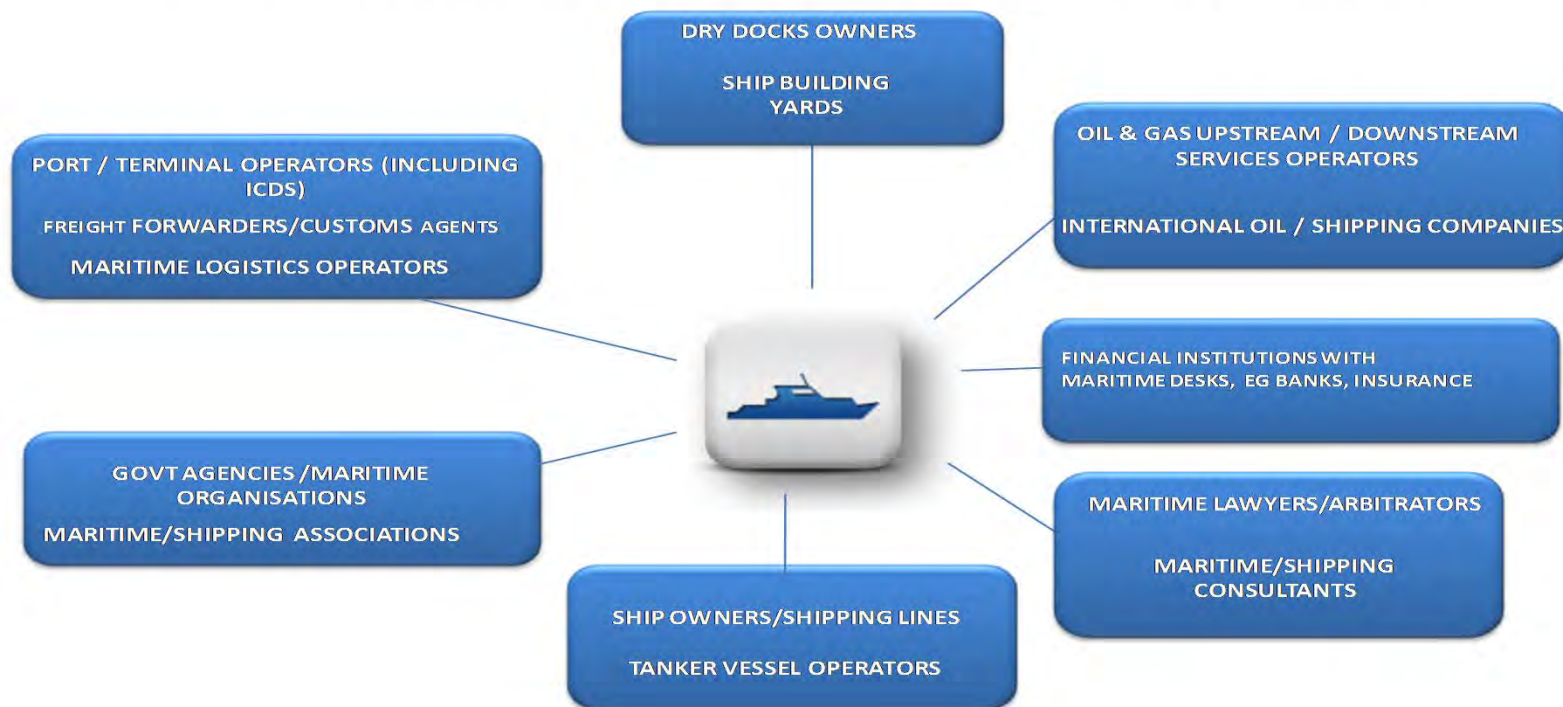 DRY DOCKS OWNERS
SHIP BUILDING
YARDS
PORT / TERMINAL OPERATORS (INCLUDING
ICDS)
FREIGHT FORWARDERS/CUSTOMS AGENTS
MARITIME LOGISTICS OPERATORS
OIL & GAS UPSTREAM / DOWNSTREAM
SERVICES OPERATORS
INTERNATIONAL OIL / SHIPPING COMPANIES
FINANCIAL INSTITUTIONS WITH
MARITIME DESKS, EG BANKS, INSURANCE
GOVT AGENCIES /MARITIME
ORGANISATIONS
MARITIME/SHIPPING ASSOCIATIONS
MARITIME LAWYERS/ARBITRATORS
MARITIME/SHIPPING
CONSULTANTS
SHIP OWNERS/SHIPPING LINES
TANKER VESSEL OPERATORS